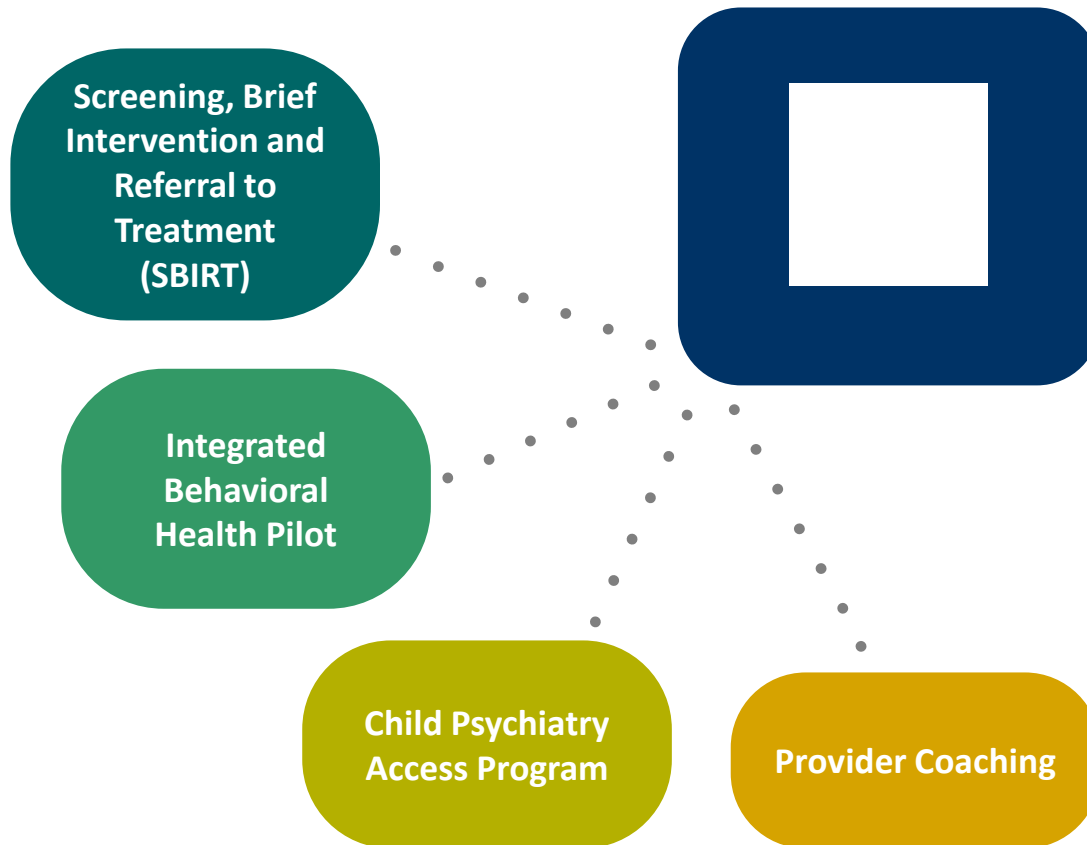 Screening, Brief
Intervention and
Referral to
Treatment
(SBIRT)
Integrated
Behavioral
Health Pilot
Child Psychiatry
Access Program
Provider Coaching